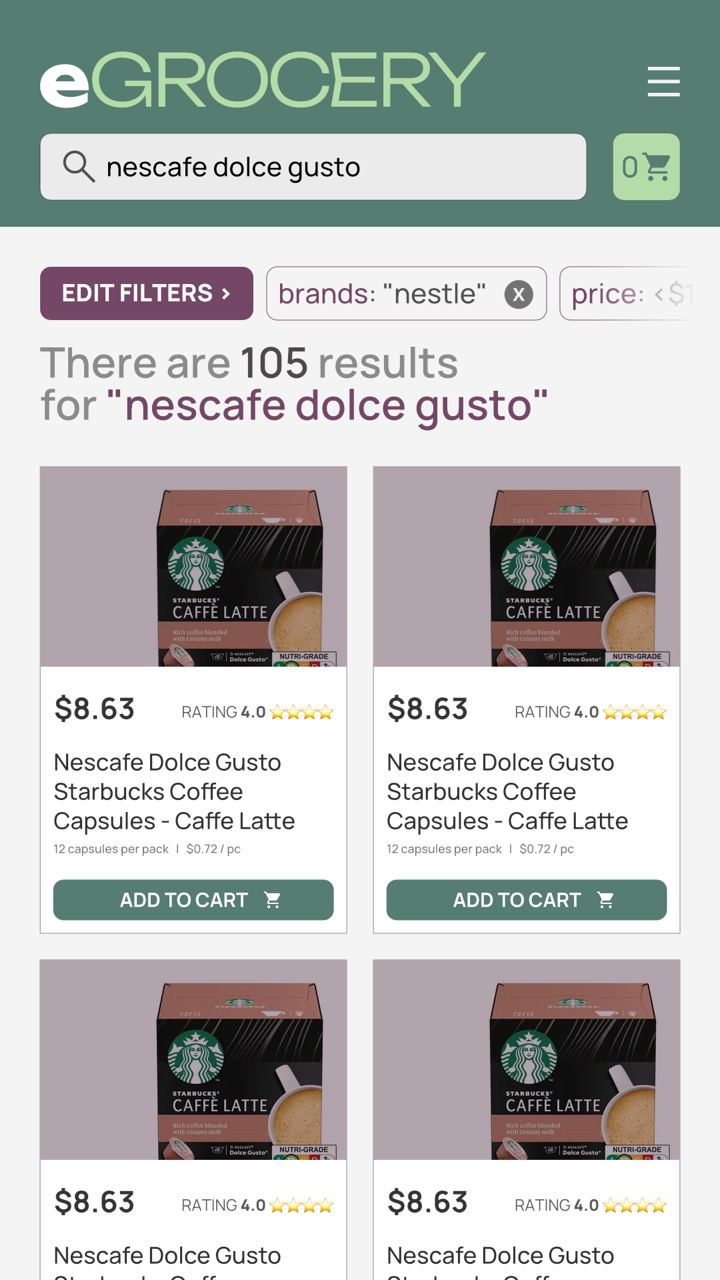 eGROCERY
nescafe dolce gusto
0
EDIT FILTERS ›
brands: "nestle" X
price: <$1
There are 105 results
for "nescafe dolce gusto"
STARBUCKS®
CAFFÈ LATTE
Rich coffee blended
with Creamy milk
NESCAFÉ®
Dolce Gusto®
NUTRI-GRADE
STARBUCKS®
CAFFÈ LATTE
Rich coffee blended
with Creamy milk
NESCAFÉ®
Dolce Gusto®
NUTRI-GRADE
$8.63 RATING 4.0
Nescafe Dolce Gusto
Starbucks Coffee
Capsules - Caffe Latte
12 capsules per pack | $0.72 / pc
ADD TO CART
$8.63 RATING 4.0
Nescafe Dolce Gusto
Starbucks Coffee
Capsules - Caffe Latte
12 capsules per pack | $0.72 / pc
ADD TO CART
STARBUCKS®
CAFFÈ LATTE
Rich coffee blended
with Creamy milk
NESCAFÉ®
Dolce Gusto®
NUTRI-GRADE
STARBUCKS®
CAFFÈ LATTE
Rich coffee blended
with Creamy milk
NESCAFÉ®
Dolce Gusto®
NUTRI-GRADE
$8.63 RATING 4.0
Nescafe Dolce Gusto
$8.63 RATING 4.0
Nescafe Dolce Gusto